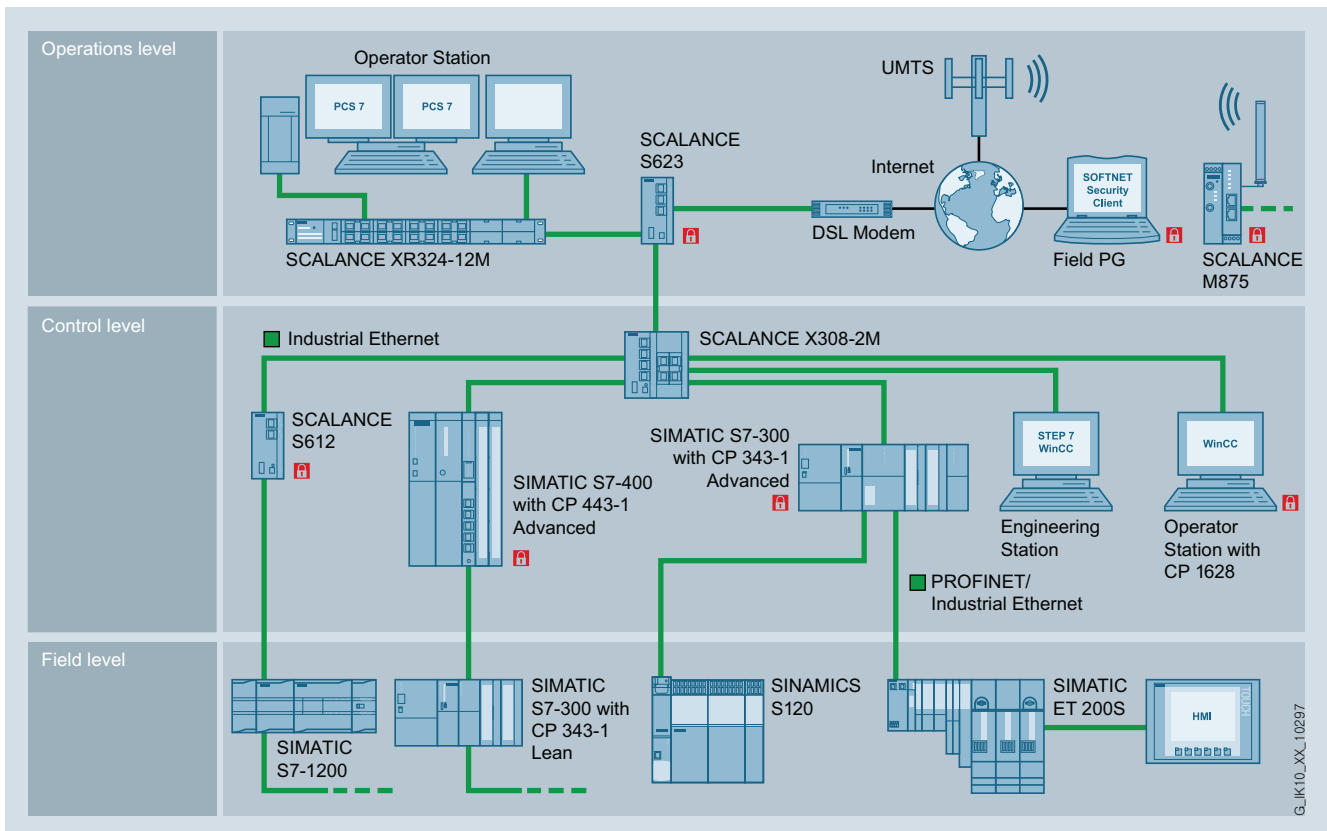 Operations level
Operator Station
PCS 7
PCS 7
SCALANCE
S623
UMTS
Internet
SOFTNET
Security
Client
DSL Modem
Field PG
SCALANCE
M875
SCALANCE XR324-12M
Control level
Industrial Ethernet
SCALANCE X308-2M
SCALANCE
S612
SIMATIC S7-400
with CP 443-1
Advanced
SIMATIC S7-300
with CP 343-1
Advanced
STEP 7
WinCC
Engineering
Station
WinCC
Operator
Station with
CP 1628
PROFINET/
Industrial Ethernet
Field level
SIMATIC
S7-1200
SIMATIC
S7-300 with
CP 343-1
Lean
SINAMICS
S120
SIMATIC
ET 200S
HMI
TOUCH
G_IK10_XX_10297